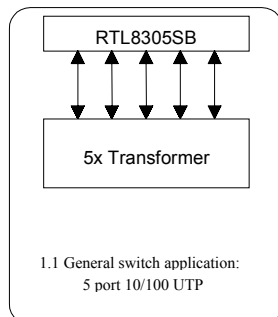 RTL8305SB
5x Transformer
1.1 General switch application:
5 port 10/100 UTP